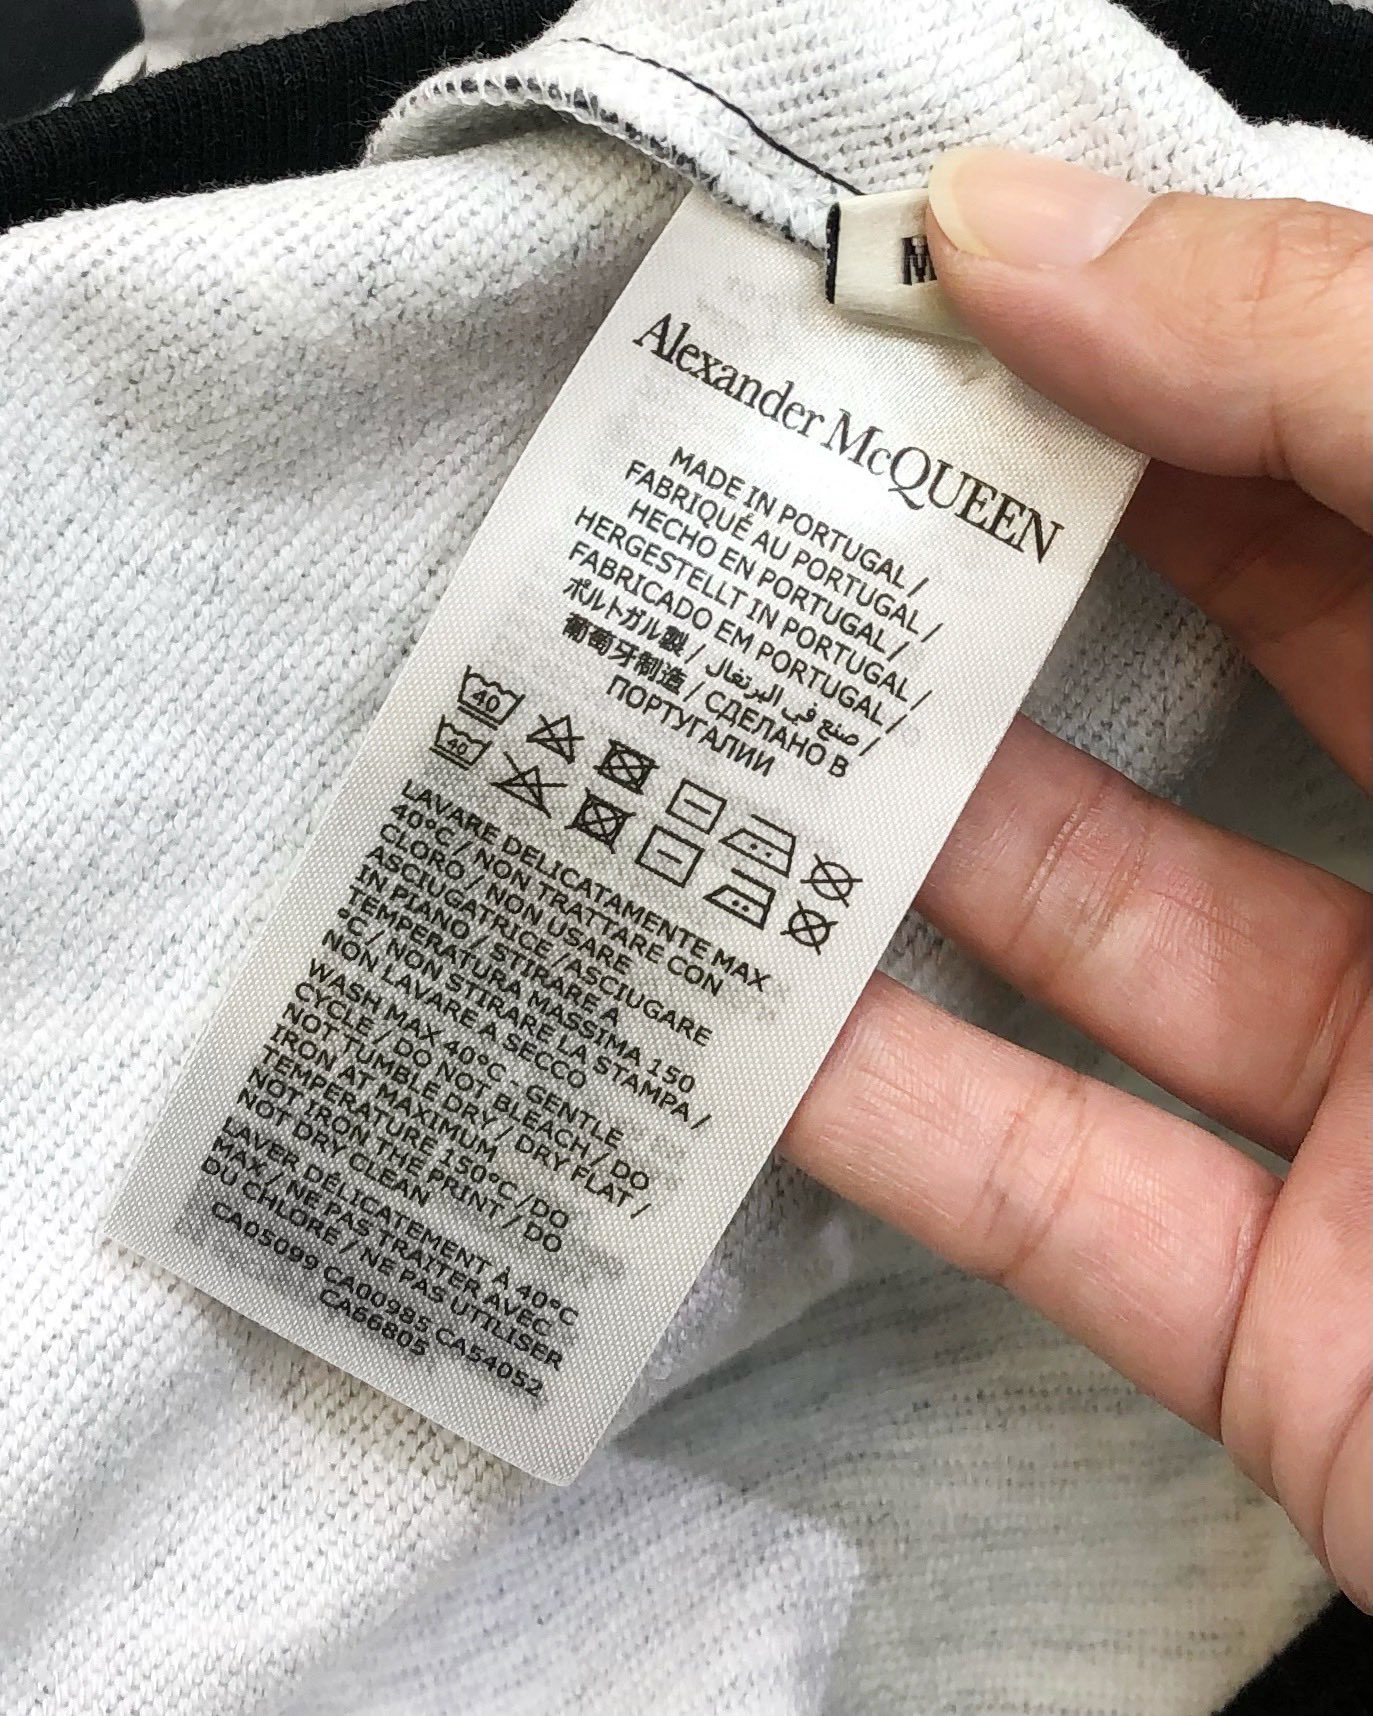 M
Alexander McQUEEN
MADE IN PORTUGAL /
FABRIQUÉ AU PORTUGAL /
HECHO EN PORTUGAL /
HERGESTELLT IN PORTUGAL /
FABRICADO EM PORTUGAL /
ポルトガル製 / صنع في البرتغال /
葡萄牙制造 / СДЕЛАНО В
ПОРТУГАЛИИ
40
40
LAVARE DELICATAMENTE MAX
40°C / NON TRATTARE CON
CLORO / NON USARE
ASCIUGATRICE /ASCIUGARE
IN PIANO / STIRARE A
TEMPERATURA MASSIMA 150
°C / NON STIRARE LA STAMPA /
NON LAVARE A SECCO
WASH MAX 40°C - GENTLE
CYCLE / DO NOT BLEACH / DO
NOT TUMBLE DRY / DRY FLAT /
IRON AT MAXIMUM
TEMPERATURE 150°C /DO
NOT IRON THE PRINT / DO
NOT DRY CLEAN
LAVER DÉLICATEMENT À 40°C
MAX / NE PAS TRAITER AVEC
DU CHLORE / NE PAS UTILISER
CA05099 CA00985 CA54052
CA66805